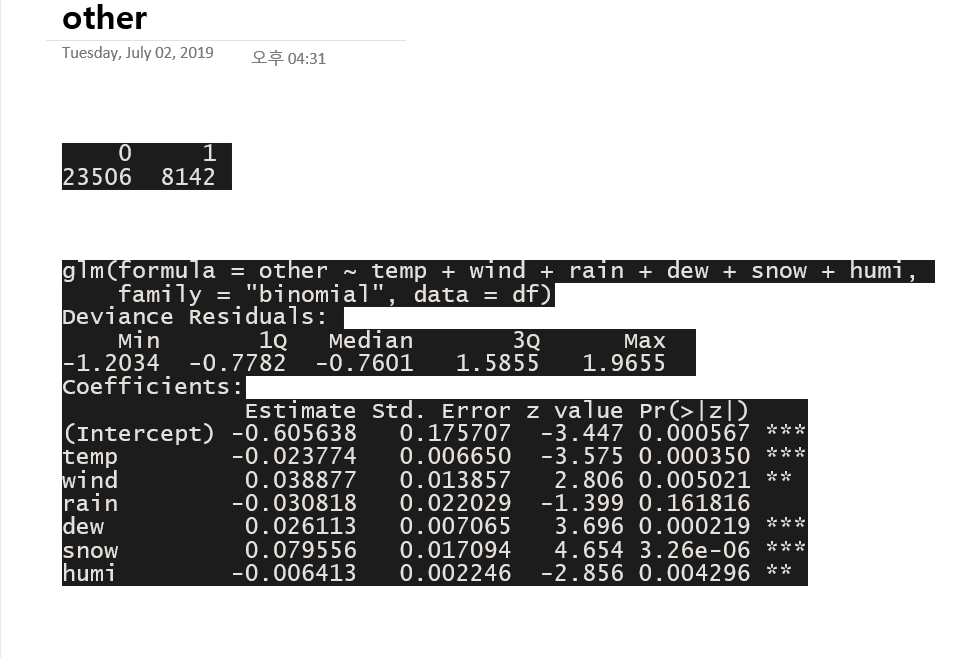 other
Tuesday, July 02, 2019 오후 04:31
0 1
23506 8142
glm(formula = other ~ temp + wind + rain + dew + snow + humi,
family = "binomial", data = df)
Deviance Residuals:
Min 1Q Median 3Q Max
-1.2034 -0.7782 -0.7601 1.5855 1.9655
Coefficients:
Estimate Std. Error z value Pr(>|z|)
(Intercept) -0.605638 0.175707 -3.447 0.000567 ***
temp -0.023774 0.006650 -3.575 0.000350 ***
wind 0.038877 0.013857 2.806 0.005021 **
rain -0.030818 0.022029 -1.399 0.161816
dew 0.026113 0.007065 3.696 0.000219 ***
snow 0.079556 0.017094 4.654 3.26e-06 ***
humi -0.006413 0.002246 -2.856 0.004296 **